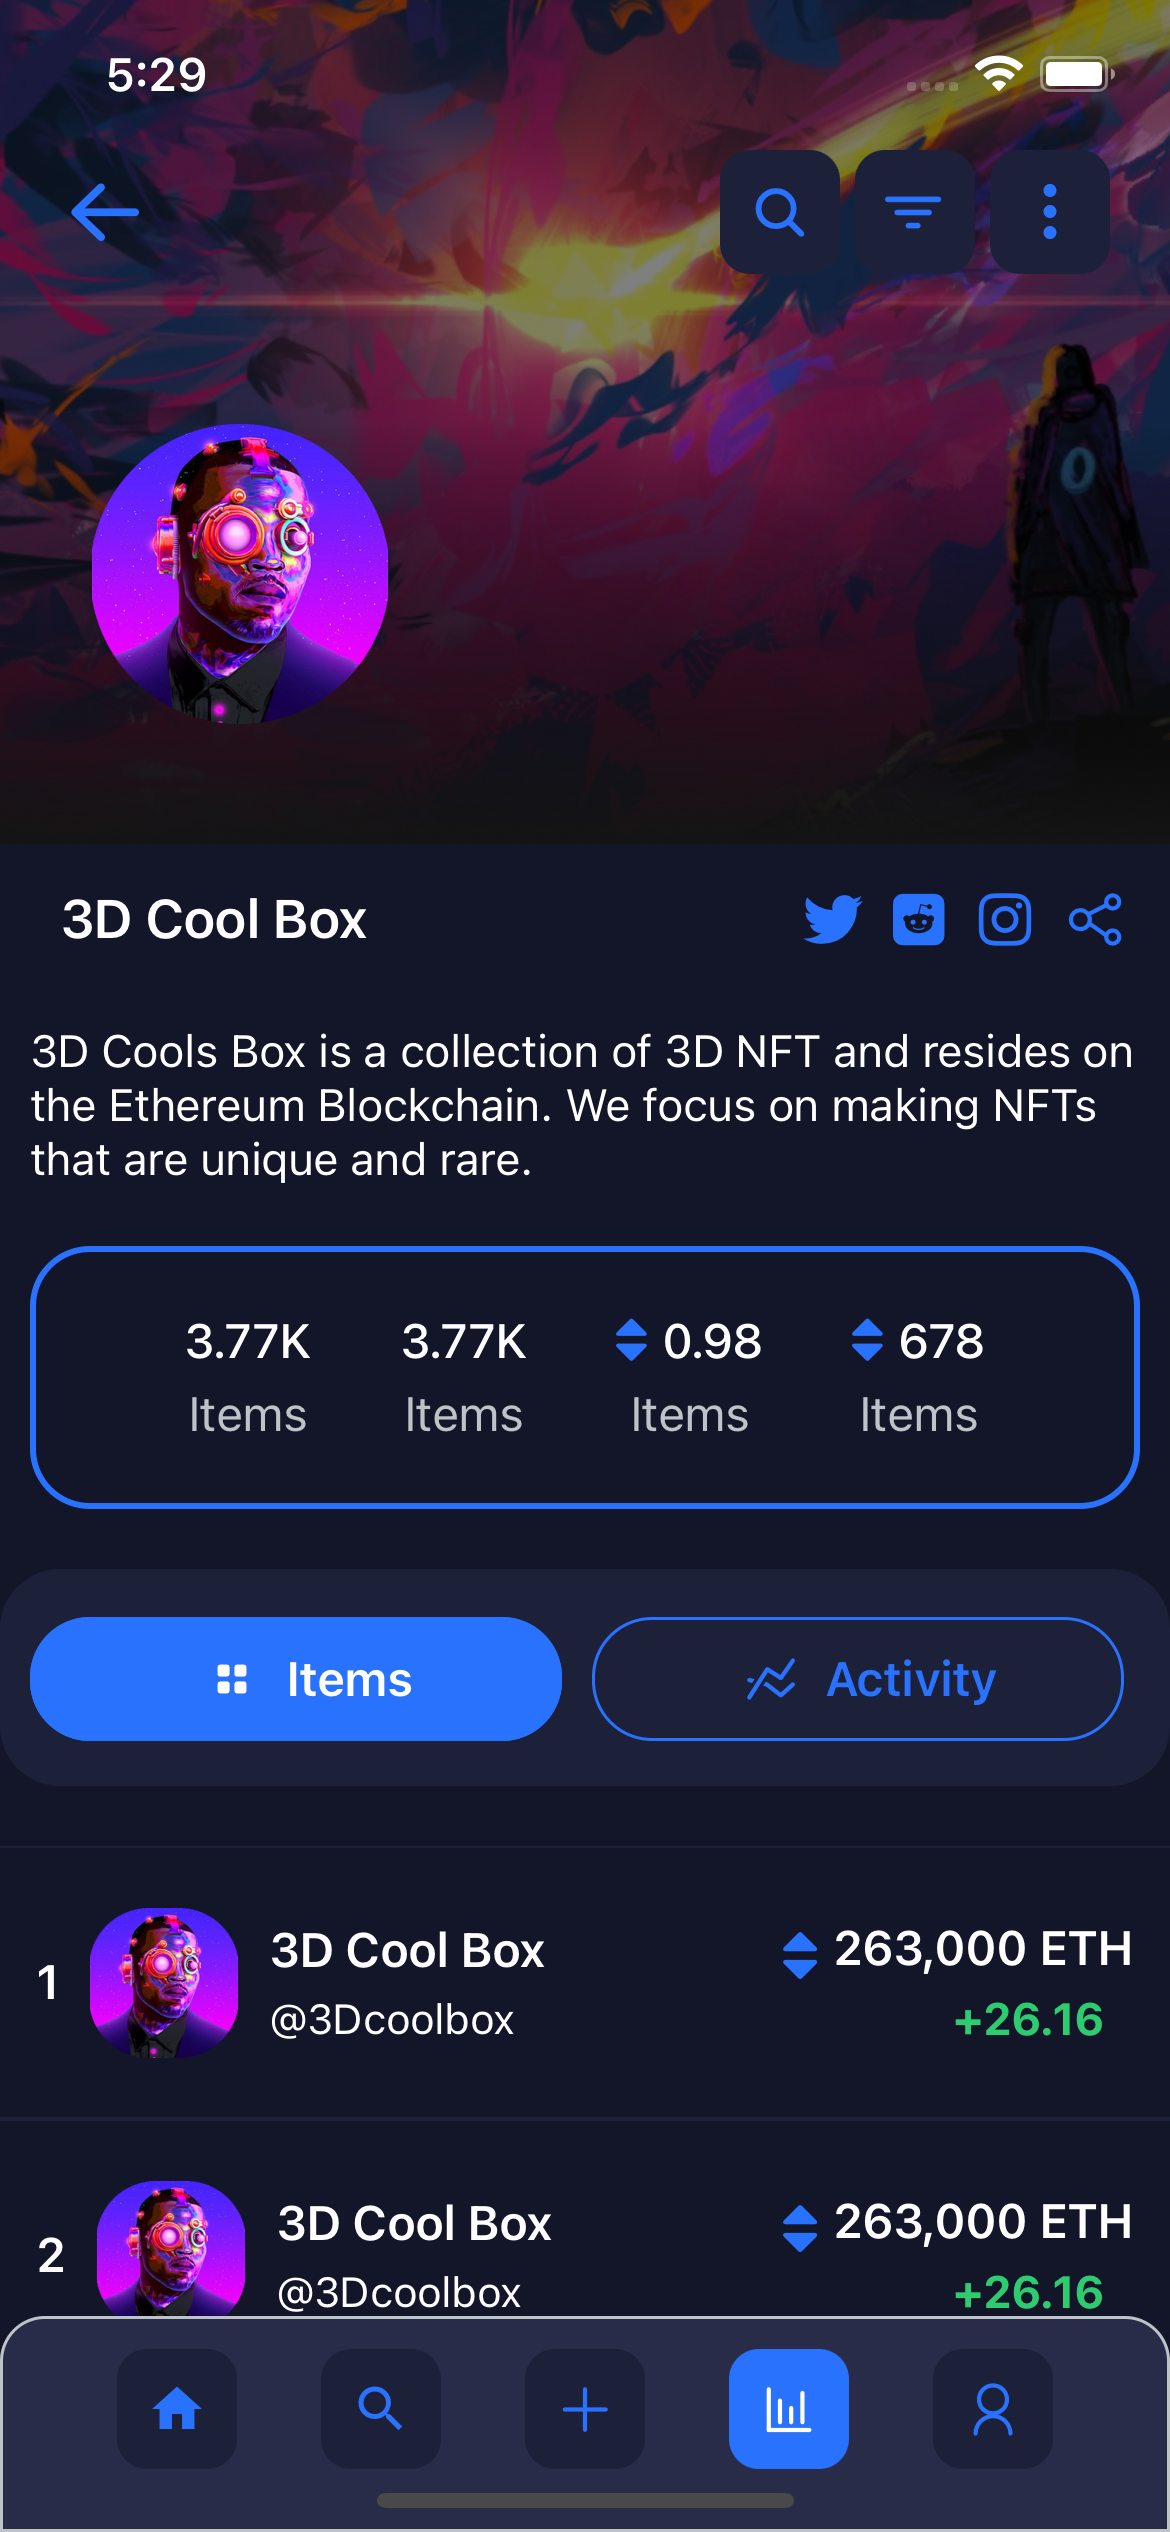 5:29
3D Cool Box
3D Cools Box is a collection of 3D NFT and resides on
the Ethereum Blockchain. We focus on making NFTs
that are unique and rare.
3.77K 3.77K 0.98 678
Items Items Items Items
Items Activity
1 3D Cool Box 263,000 ETH
@3Dcoolbox +26.16
2 3D Cool Box 263,000 ETH
@3Dcoolbox +26.16